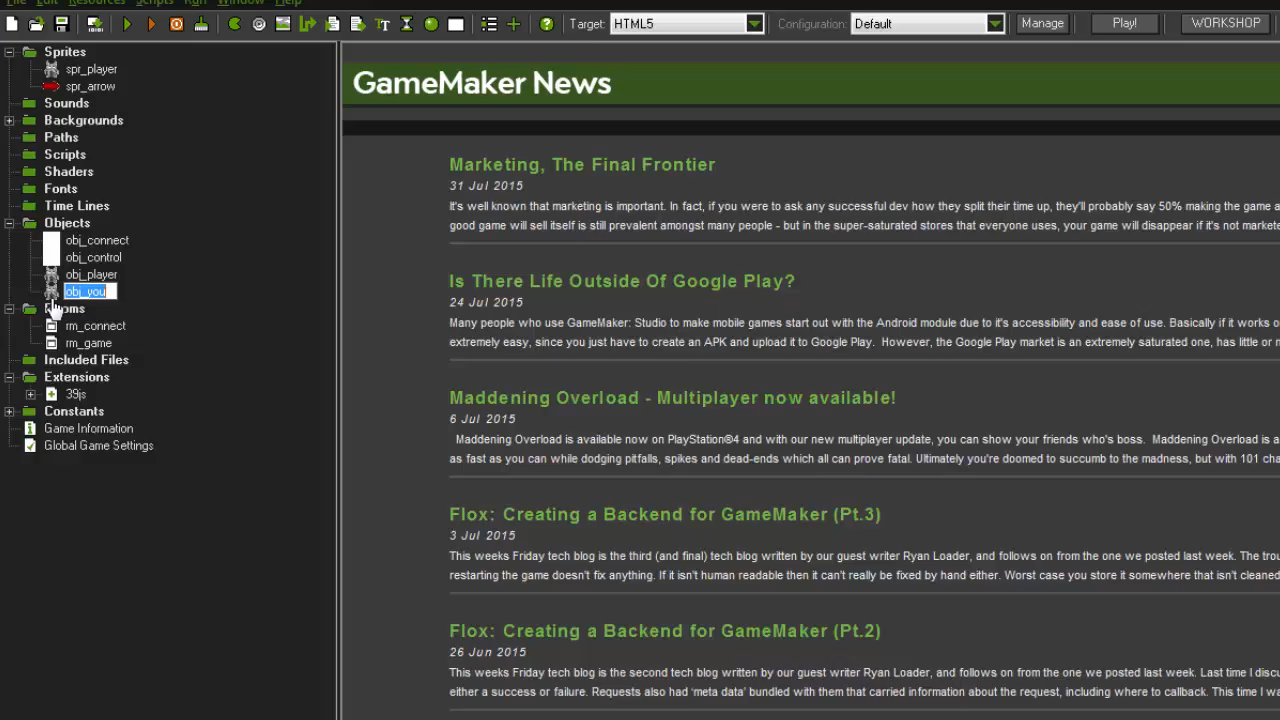 File Edit Resources Scripts Run Window Help
Target: HTML5 Configuration: Default Manage Play! WORKSHOP
Sprites
spr_player
spr_arrow
Sounds
Backgrounds
Paths
Scripts
Shaders
Fonts
Time Lines
Objects
obj_connect
obj_control
obj_player
obj_you
Rooms
rm_connect
rm_game
Included Files
Extensions
39js
Constants
Game Information
Global Game Settings
GameMaker News
Marketing, The Final Frontier
31 Jul 2015
It's well known that marketing is important. In fact, if you were to ask any successful dev how they split their time up, they'll probably say 50% making the game a
good game will sell itself is still prevalent amongst many people - but in the super-saturated stores that everyone uses, your game will disappear if it's not markete
Is There Life Outside Of Google Play?
24 Jul 2015
Many people who use GameMaker: Studio to make mobile games start out with the Android module due to it's accessibility and ease of use. Basically if it works o
extremely easy, since you just have to create an APK and upload it to Google Play. However, the Google Play market is an extremely saturated one, has little or n
Maddening Overload - Multiplayer now available!
6 Jul 2015
Maddening Overload is available now on PlayStation®4 and with our new multiplayer update, you can show your friends who's boss. Maddening Overload is a
as fast as you can while dodging pitfalls, spikes and dead-ends which all can prove fatal. Ultimately you're doomed to succumb to the madness, but with 101 cha
Flox: Creating a Backend for GameMaker (Pt.3)
3 Jul 2015
This weeks Friday tech blog is the third (and final) tech blog written by our guest writer Ryan Loader, and follows on from the one we posted last week. The trou
restarting the game doesn't fix anything. If it isn't human readable then it can't really be fixed by hand either. Worst case you store it somewhere that isn't cleaned
Flox: Creating a Backend for GameMaker (Pt.2)
26 Jun 2015
This weeks Friday tech blog is the second tech blog written by our guest writer Ryan Loader, and follows on from the one we posted last week. Last time I discu
either a success or failure. Requests also had 'meta data' bundled with them that carried information about the request, including where to callback. This time I wa